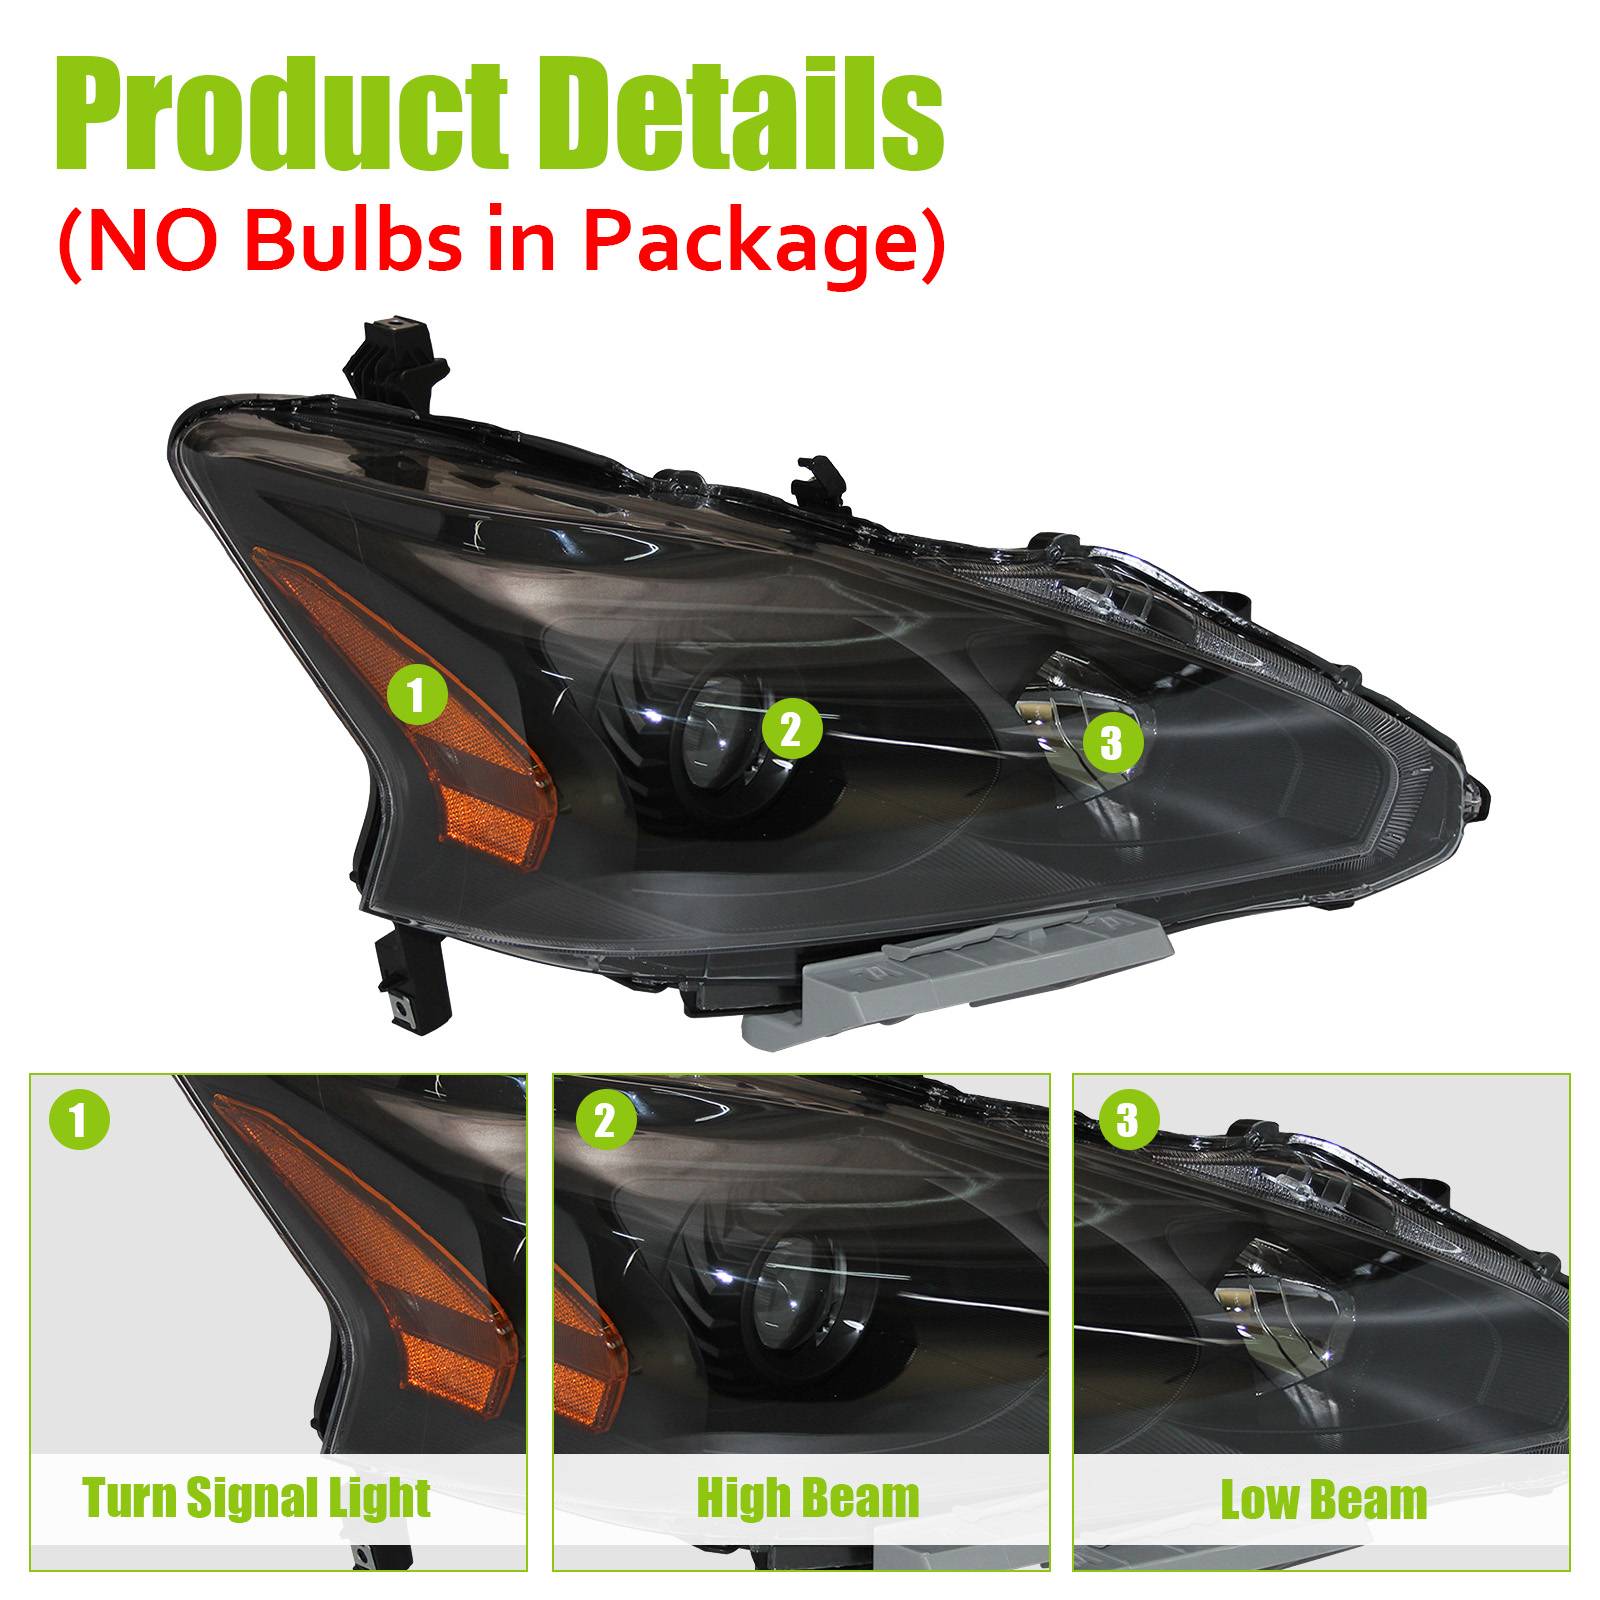 Product Details
(NO Bulbs in Package)
1
2
3
1
2
3
Turn Signal Light
High Beam
Low Beam